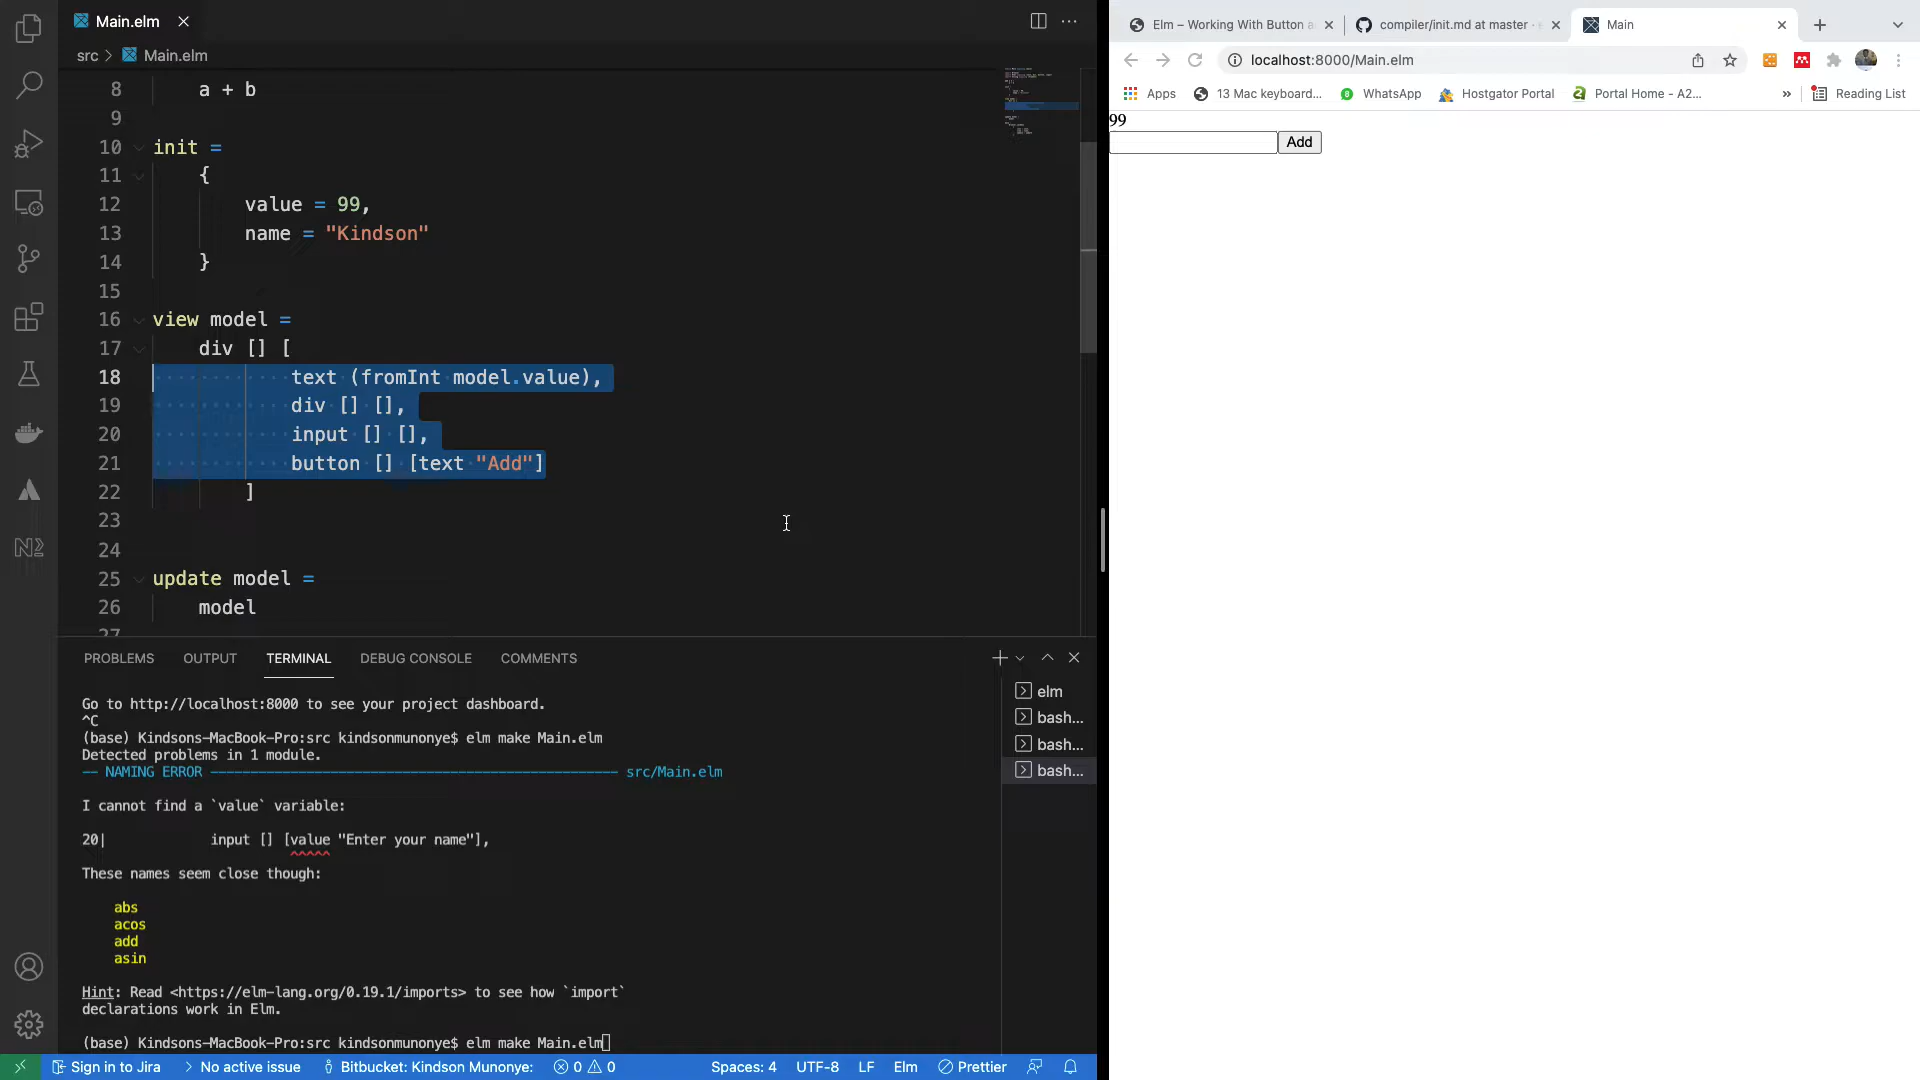 Main.elm
src > Main.elm
8 a + b
9
10 init =
11 {
12 value = 99,
13 name = "Kindson"
14 }
15
16 view model =
17 div [] [
18 text (fromInt model.value),
19 div [] [],
20 input [] [],
21 button [] [text "Add"]
22 ]
23
24
25 update model =
26 model
27
PROBLEMS OUTPUT TERMINAL DEBUG CONSOLE COMMENTS
Go to http://localhost:8000 to see your project dashboard.
^C
(base) Kindsons-MacBook-Pro:src kindsonmunonye$ elm make Main.elm
Detected problems in 1 module.
-- NAMING ERROR ------------------------------------------------ src/Main.elm
I cannot find a `value` variable:
20| input [] [value "Enter your name"],
These names seem close though:
abs
acos
add
asin
Hint: Read <https://elm-lang.org/0.19.1/imports> to see how `import`
declarations work in Elm.
(base) Kindsons-MacBook-Pro:src kindsonmunonye$ elm make Main.elm
elm
bash...
bash...
bash...
Sign in to Jira No active issue Bitbucket: Kindson Munonye: 0 0 Spaces: 4 UTF-8 LF Elm Prettier
Elm – Working With Button a compiler/init.md at master · e Main
localhost:8000/Main.elm
Apps 13 Mac keyboard... WhatsApp Hostgator Portal Portal Home - A2... » Reading List
99
Add